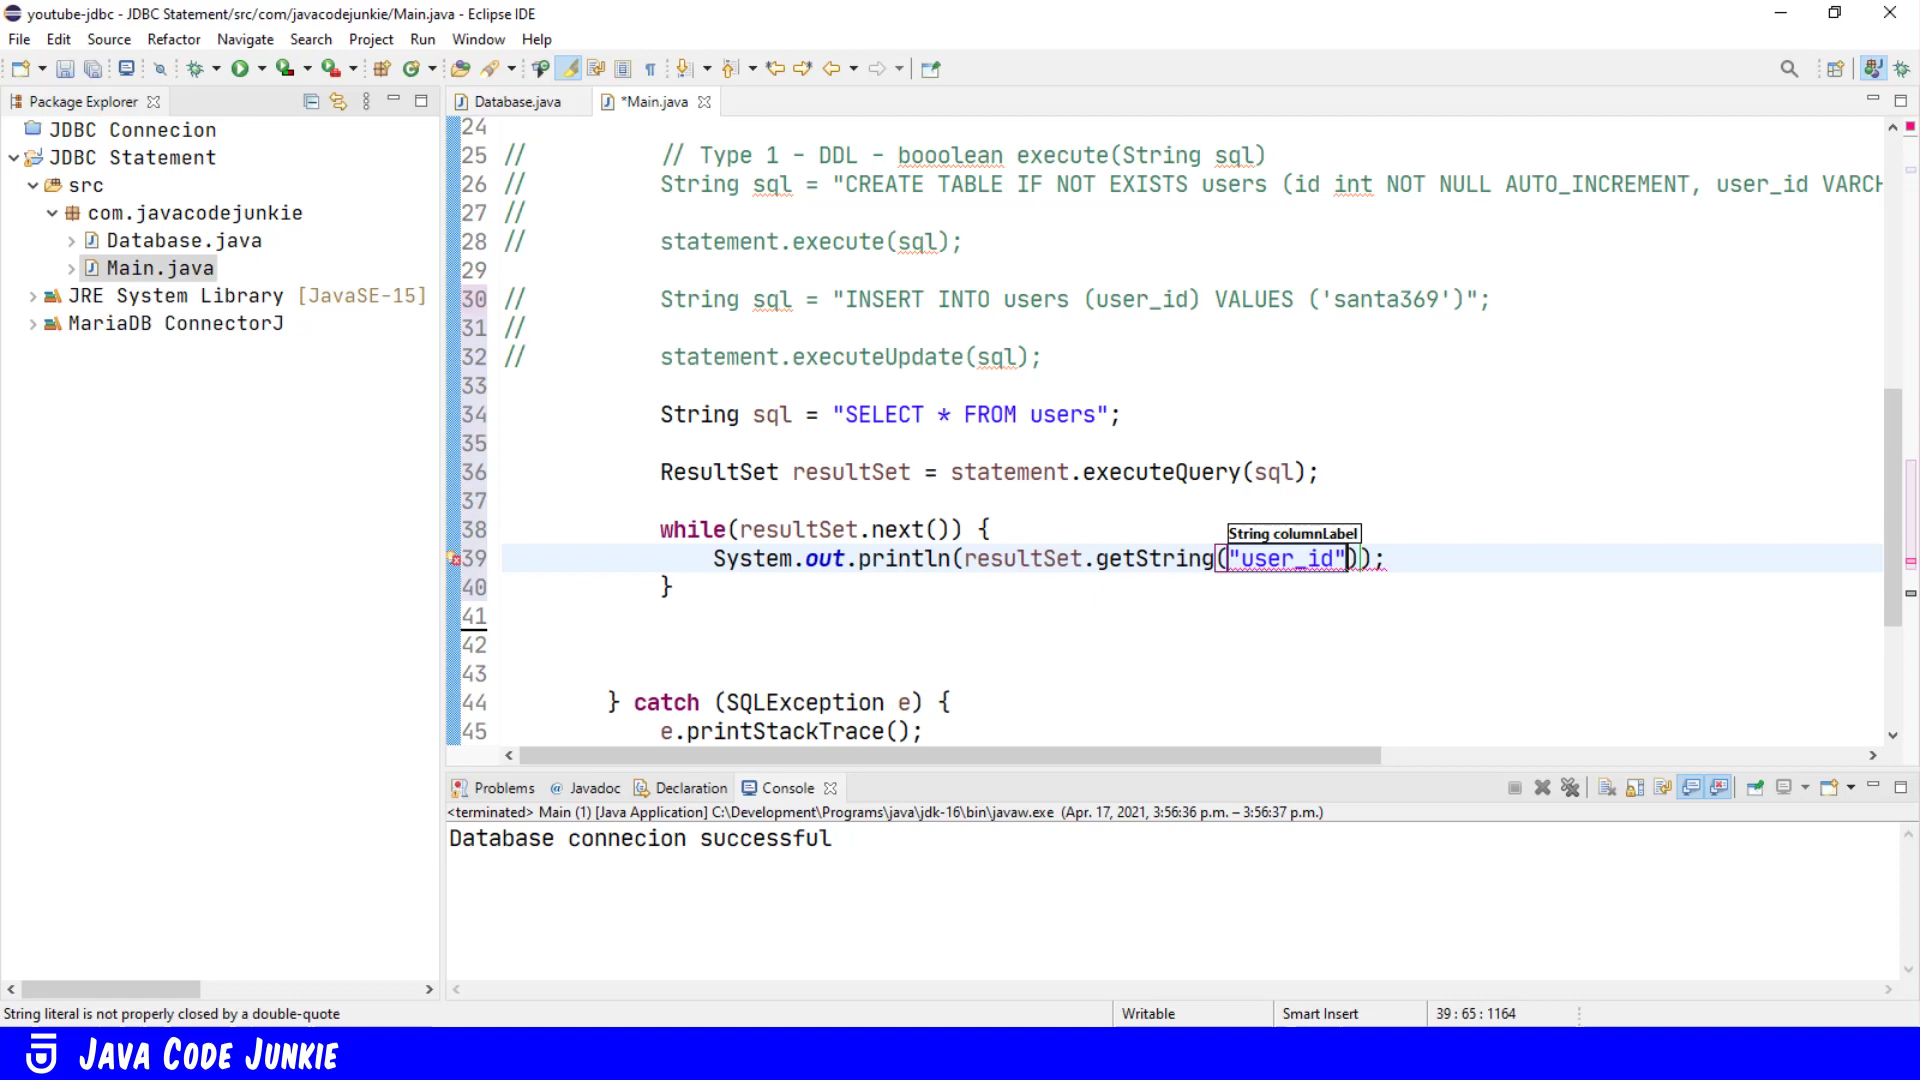 youtube-jdbc - JDBC Statement/src/com/javacodejunkie/Main.java - Eclipse IDE
File Edit Source Refactor Navigate Search Project Run Window Help
Package Explorer
JDBC Connecion
JDBC Statement
src
com.javacodejunkie
Database.java
Main.java
JRE System Library [JavaSE-15]
MariaDB ConnectorJ
Database.java *Main.java
24
25 // // Type 1 - DDL - booolean execute(String sql)
26 // String sql = "CREATE TABLE IF NOT EXISTS users (id int NOT NULL AUTO_INCREMENT, user_id VARCH
27 //
28 // statement.execute(sql);
29
30 // String sql = "INSERT INTO users (user_id) VALUES ('santa369')";
31 //
32 // statement.executeUpdate(sql);
33
34 String sql = "SELECT * FROM users";
35
36 ResultSet resultSet = statement.executeQuery(sql);
37
38 while(resultSet.next()) {
String columnLabel
39 System.out.println(resultSet.getString("user_id"));
40 }
41
42
43
44 } catch (SQLException e) {
45 e.printStackTrace();
Problems @ Javadoc Declaration Console
<terminated> Main (1) [Java Application] C:\Development\Programs\java\jdk-16\bin\javaw.exe (Apr. 17, 2021, 3:56:36 p.m. – 3:56:37 p.m.)
Database connecion successful
String literal is not properly closed by a double-quote Writable Smart Insert 39 : 65 : 1164
Java Code Junkie